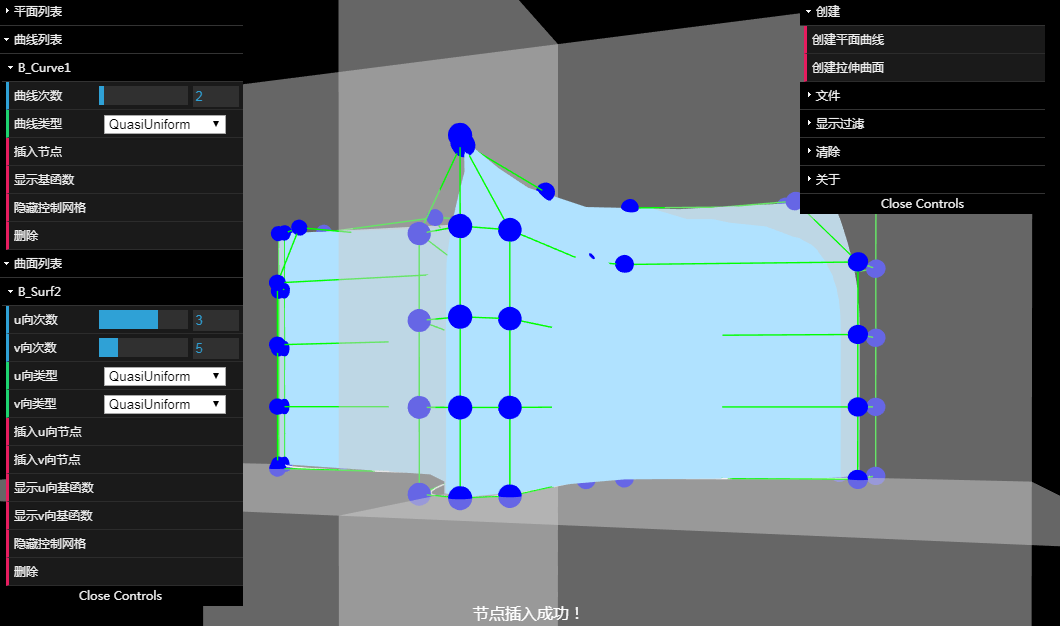 平面列表
曲线列表
B_Curve1
曲线次数 2
曲线类型 QuasiUniform
插入节点
显示基函数
隐藏控制网格
删除
曲面列表
B_Surf2
u向次数 3
v向次数 5
u向类型 QuasiUniform
v向类型 QuasiUniform
插入u向节点
插入v向节点
显示u向基函数
显示v向基函数
隐藏控制网格
删除
Close Controls
创建
创建平面曲线
创建拉伸曲面
文件
显示过滤
清除
关于
Close Controls
节点插入成功！